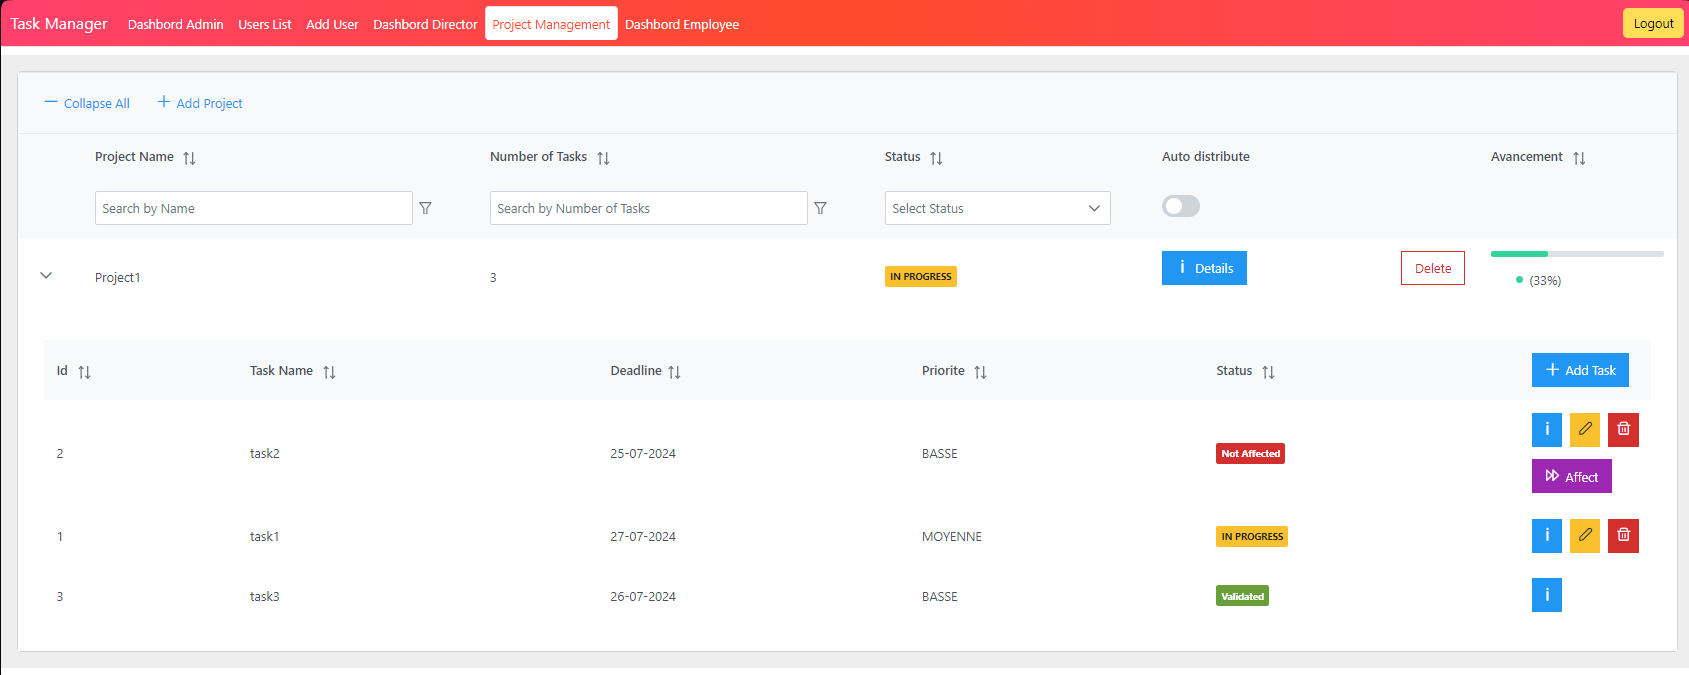 Task Manager Dashbord Admin Users List Add User Dashbord Director Project Management Dashbord Employee Logout
Collapse All Add Project
Project Name Number of Tasks Status Auto distribute Avancement
Search by Name Search by Number of Tasks Select Status
Project1 3 IN PROGRESS Details Delete (33%)
Id Task Name Deadline Priorite Status Add Task
2 task2 25-07-2024 BASSE Not Affected
Affect
1 task1 27-07-2024 MOYENNE IN PROGRESS
3 task3 26-07-2024 BASSE Validated